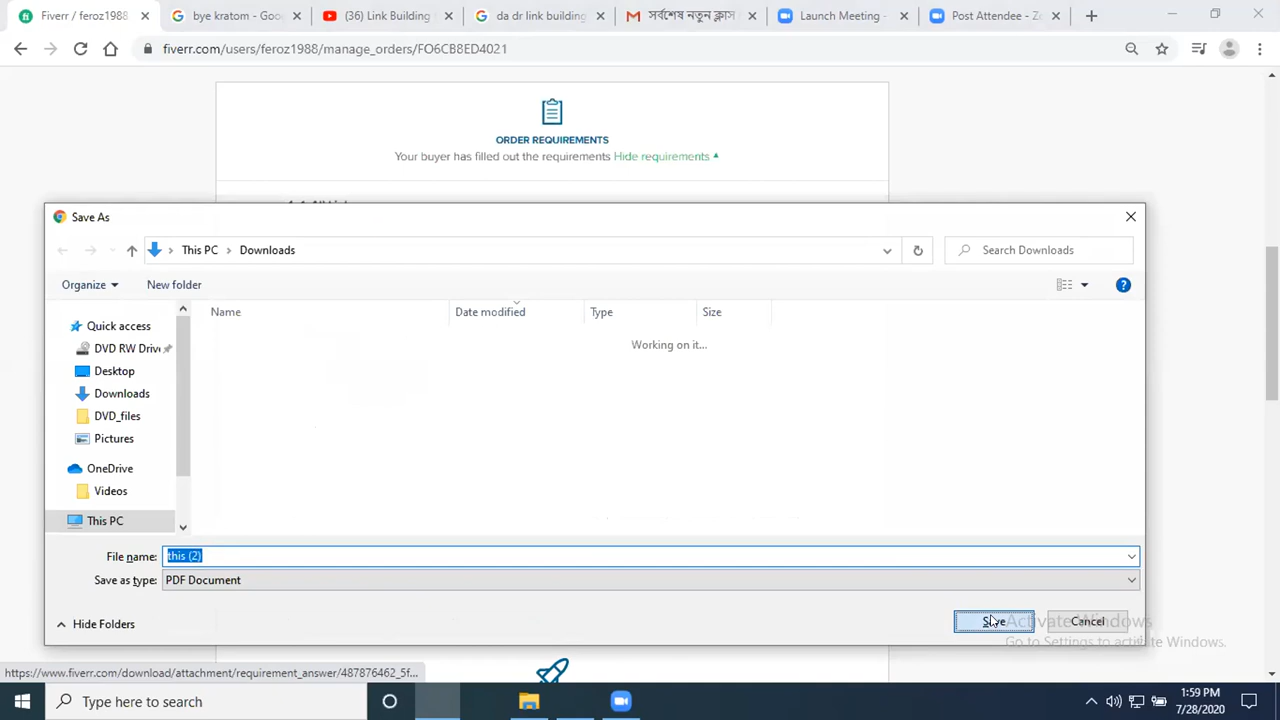 Fiverr / feroz1988
bye kratom - Goo
(36) Link Building
da dr link building
সর্বশেষ নতুন ক্লাস
Launch Meeting -
Post Attendee - Zo
fiverr.com/users/feroz1988/manage_orders/FO6CB8ED4021
ORDER REQUIREMENTS
Your buyer has filled out the requirements Hide requirements
Save As
This PC > Downloads
Search Downloads
Organize
New folder
Name
Date modified
Type
Size
Working on it...
Quick access
DVD RW Driv
Desktop
Downloads
DVD_files
Pictures
OneDrive
Videos
This PC
File name:
this (2)
Save as type:
PDF Document
Hide Folders
Save
Cancel
Activate Windows
Go to Settings to activate Windows.
https://www.fiverr.com/download/attachment/requirement_answer/487876462_5f...
Type here to search
1:59 PM
7/28/2020